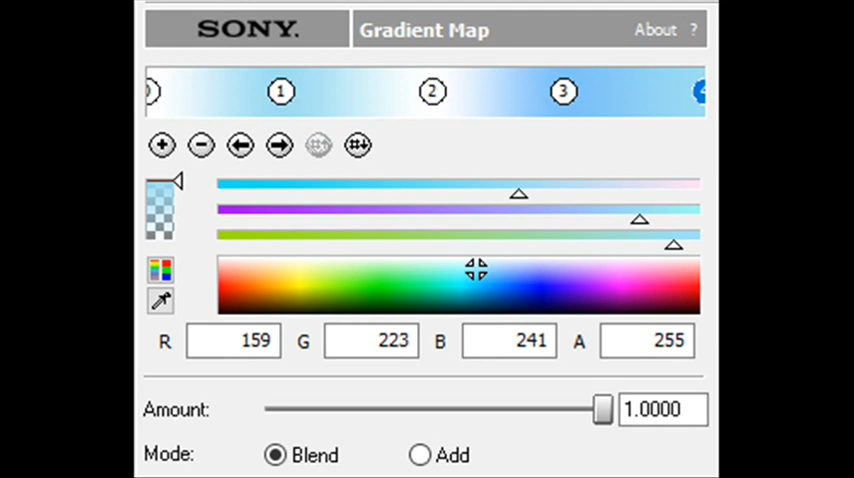 SONY. Gradient Map About ?
1 2 3
R 159 G 223 B 241 A 255
Amount: 1.0000
Mode: Blend Add